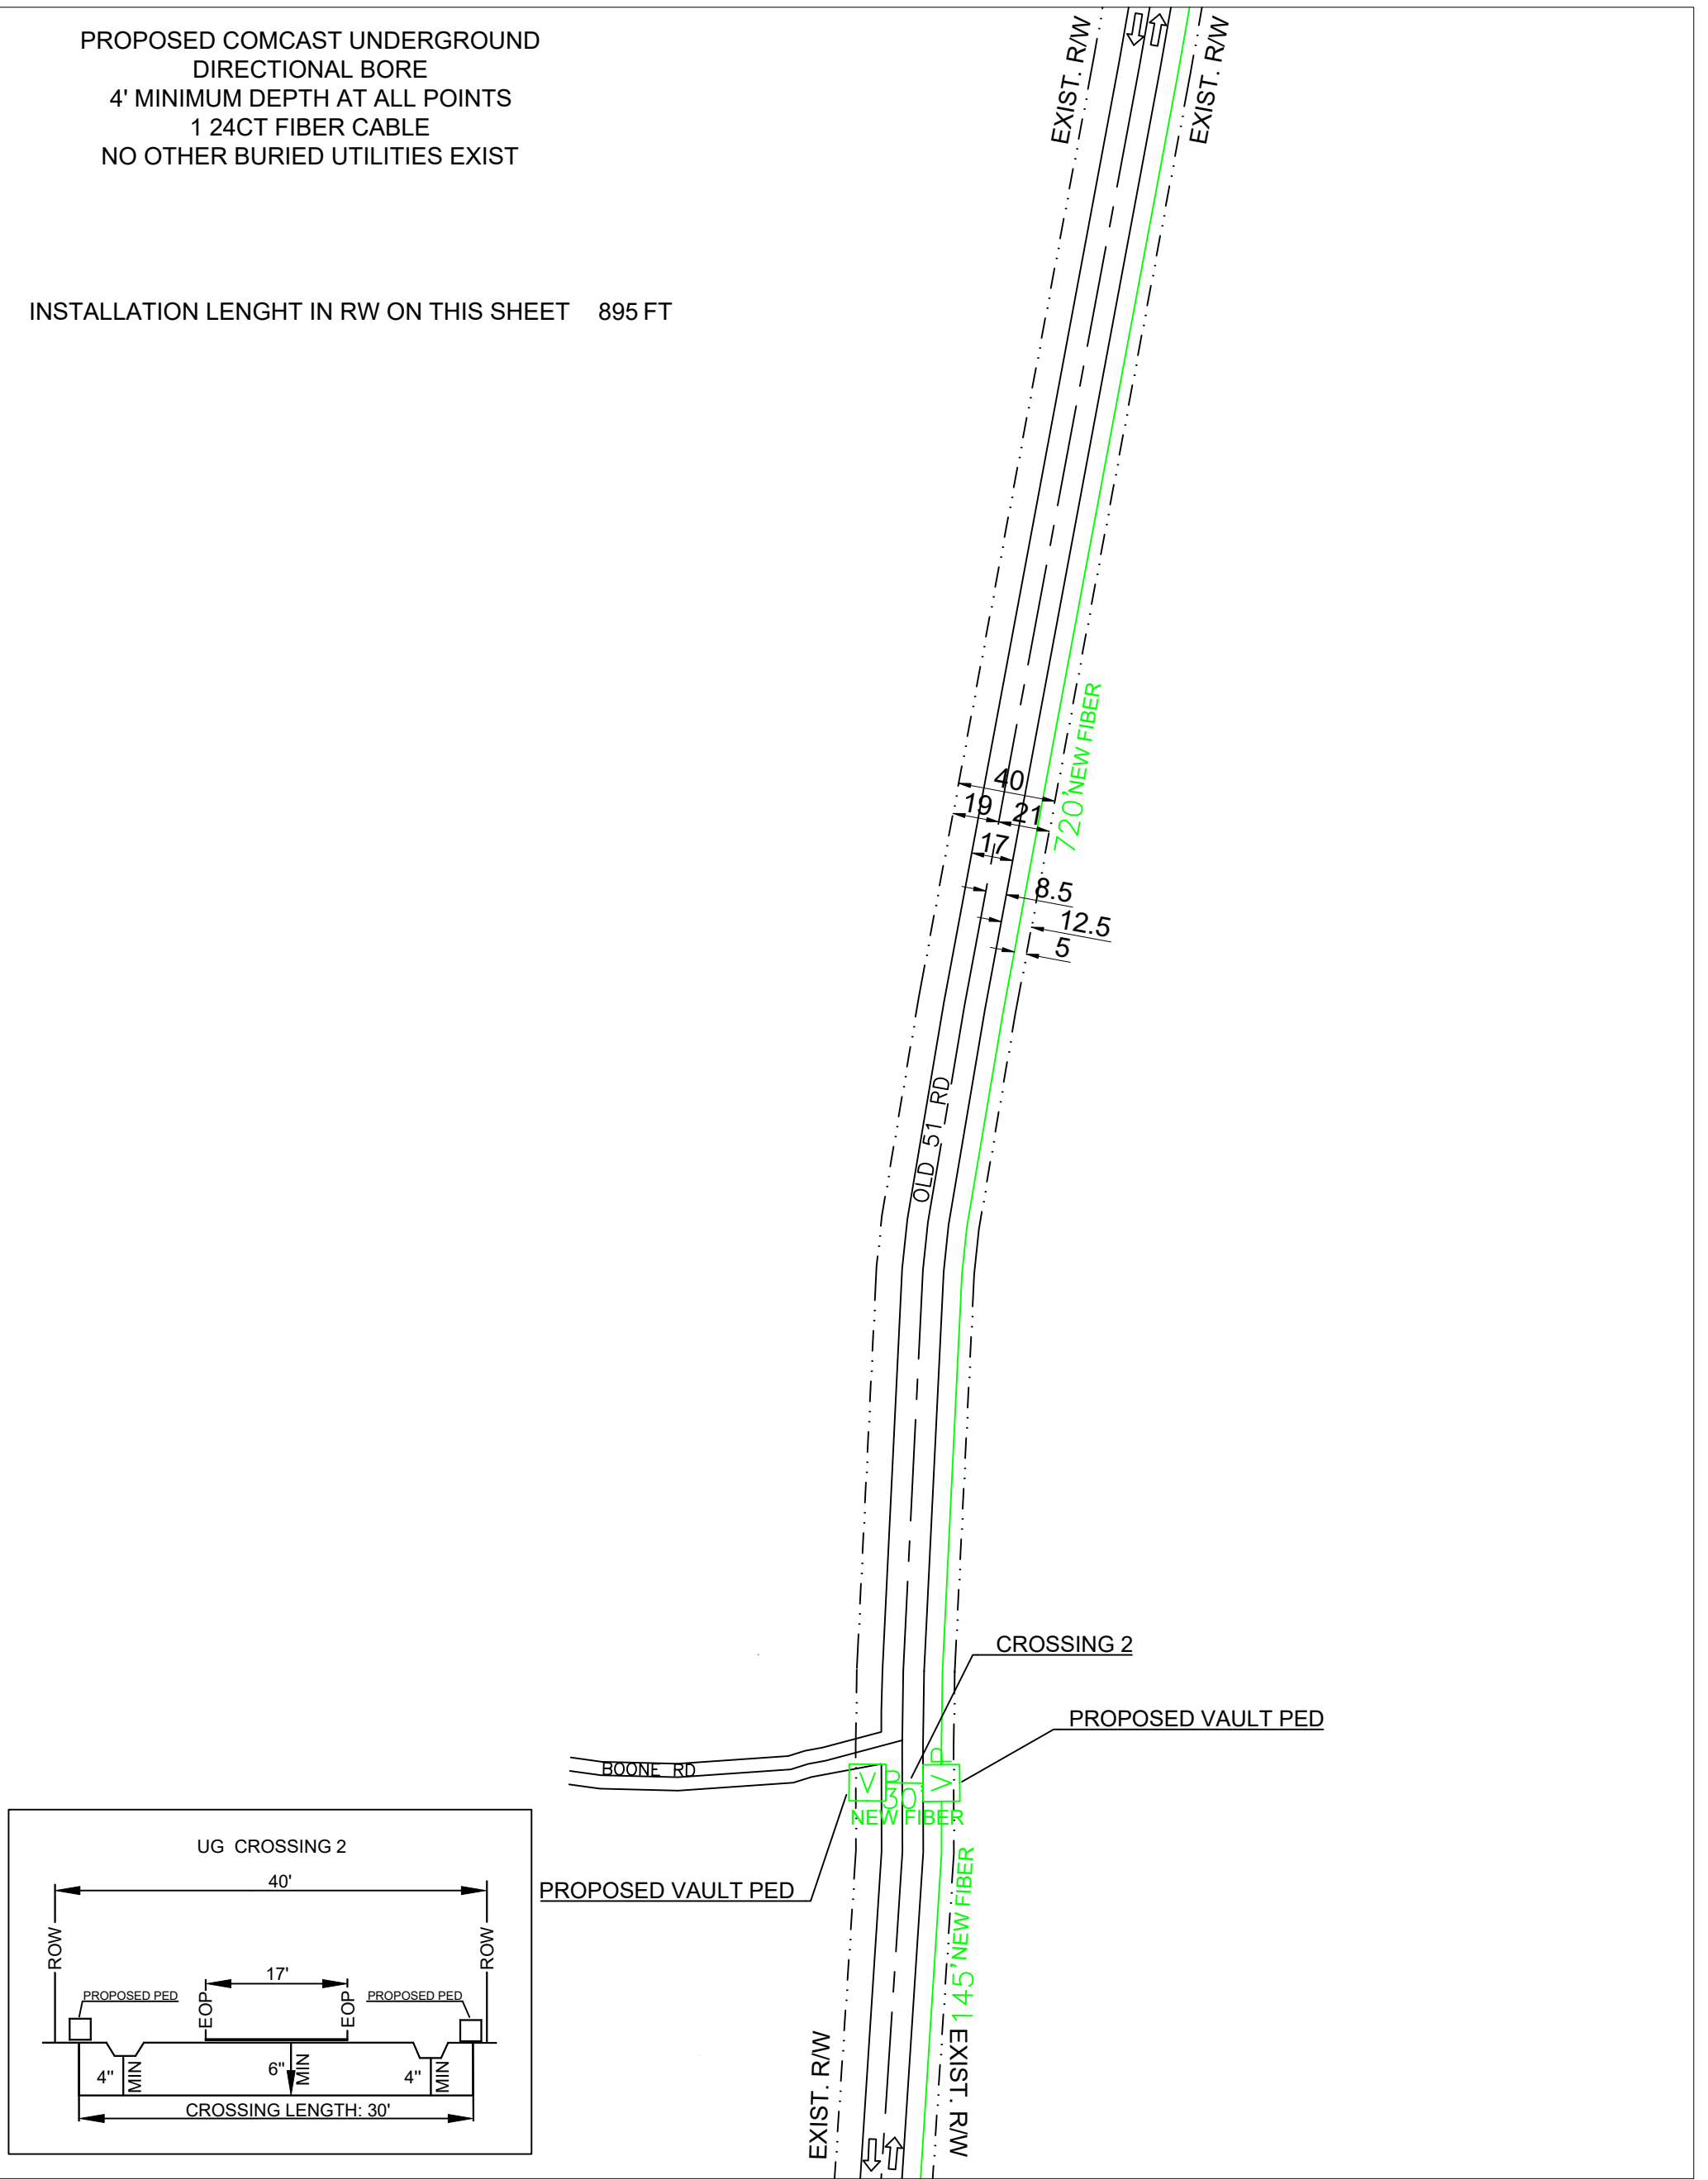 PROPOSED COMCAST UNDERGROUND
DIRECTIONAL BORE
4' MINIMUM DEPTH AT ALL POINTS
1 24CT FIBER CABLE
NO OTHER BURIED UTILITIES EXIST
INSTALLATION LENGHT IN RW ON THIS SHEET 895 FT
EXIST. R/W
EXIST. R/W
720' NEW FIBER
40
19
21
17
8.5
12.5
5
OLD 51 RD
CROSSING 2
PROPOSED VAULT PED
BOONE RD
V
P
30'
V
P
NEW FIBER
PROPOSED VAULT PED
145' NEW FIBER
EXIST. R/W
EXIST. R/W
UG CROSSING 2
40'
ROW
ROW
17'
PROPOSED PED
EOP
EOP
PROPOSED PED
4"
MIN
6"
MIN
4"
MIN
CROSSING LENGTH: 30'